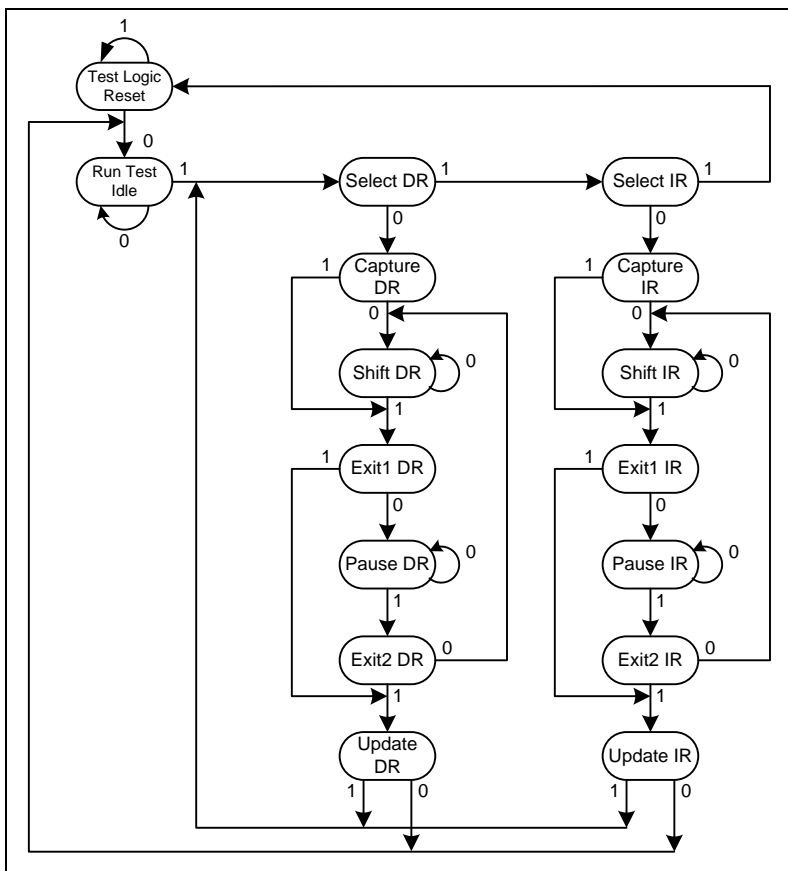 1
Test Logic
Reset
0
Run Test
Idle
1
0
Select DR
1
Select IR
1
0
0
1
Capture
DR
1
Capture
IR
0
0
Shift DR
0
Shift IR
0
1
1
1
Exit1 DR
1
Exit1 IR
0
0
Pause DR
0
Pause IR
0
1
1
Exit2 DR
0
Exit2 IR
0
1
1
Update
DR
Update IR
1
0
1
0